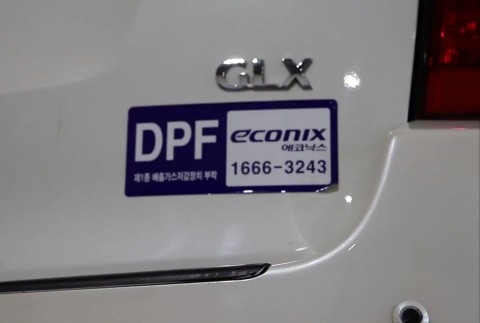 GLX
DPF
제1종 배출가스저감장치 부착
econix
에코닉스
1666-3243